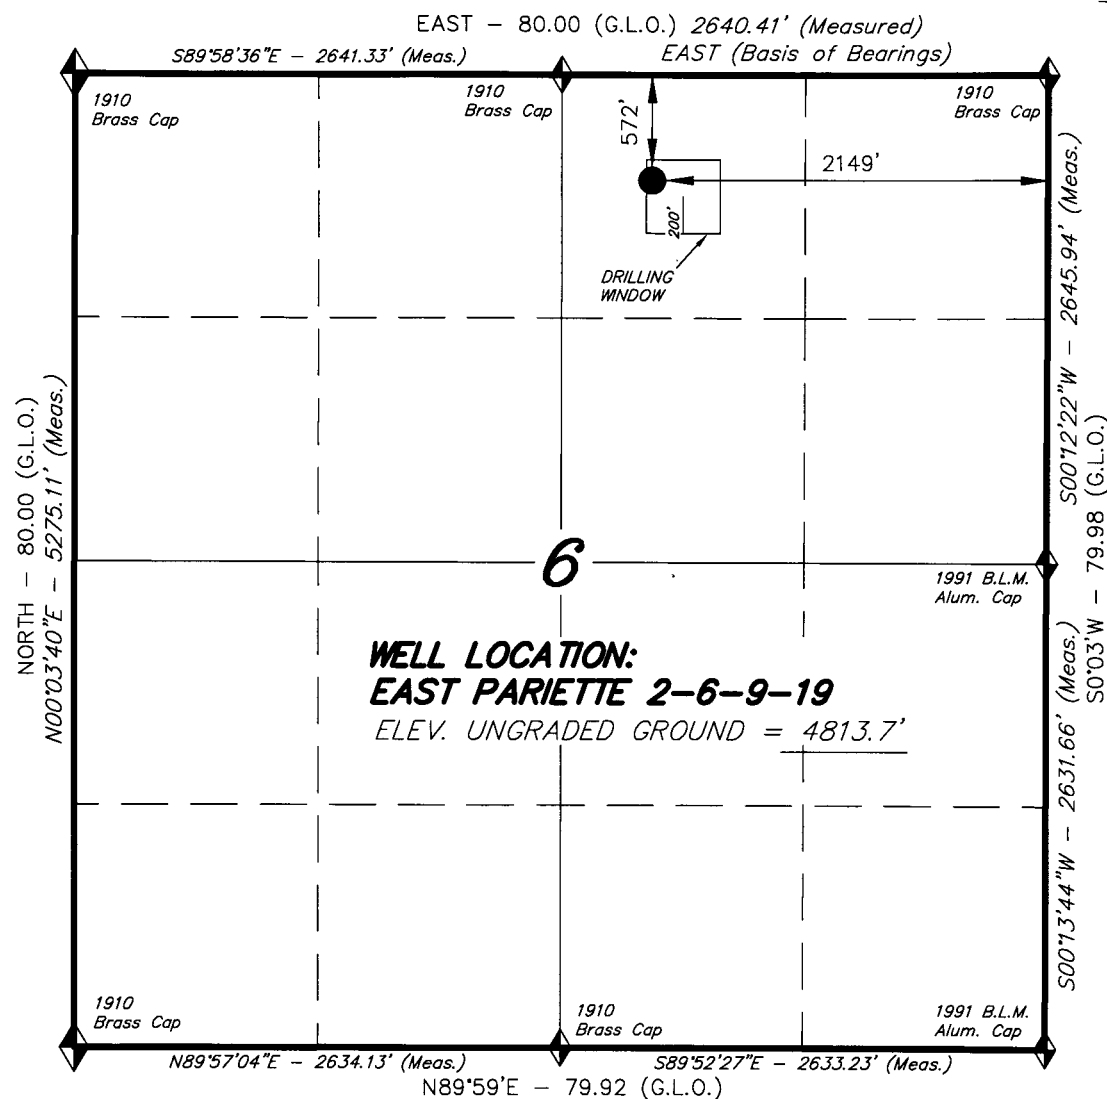 EAST – 80.00 (G.L.O.) 2640.41' (Measured)
S89°58'36"E – 2641.33' (Meas.)
EAST (Basis of Bearings)
1910
Brass Cap
1910
Brass Cap
1910
Brass Cap
572'
2149'
200'
DRILLING
WINDOW
S00°12'22"W – 2645.94' (Meas.)
S0°03'W – 79.98 (G.L.O.)
NORTH – 80.00 (G.L.O.)
N00°03'40"E – 5275.11' (Meas.)
6
1991 B.L.M.
Alum. Cap
WELL LOCATION:
EAST PARIETTE 2–6–9–19
ELEV. UNGRADED GROUND = 4813.7'
S00°13'44"W – 2631.66' (Meas.)
1910
Brass Cap
1910
Brass Cap
1991 B.L.M.
Alum. Cap
N89°57'04"E – 2634.13' (Meas.)
S89°52'27"E – 2633.23' (Meas.)
N89°59'E – 79.92 (G.L.O.)